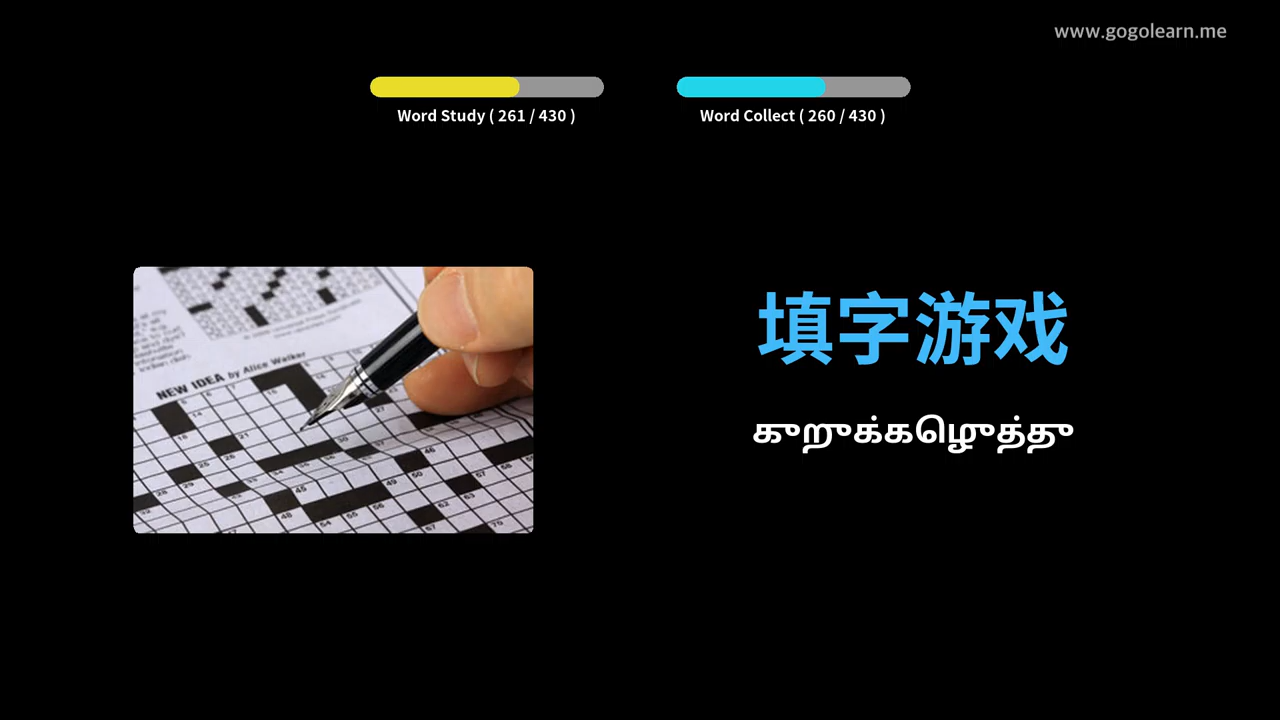 www.gogolearn.me
Word Study ( 261 / 430 )
Word Collect ( 260 / 430 )
填字游戏
குறுக்கழெுத்து
NEW IDEA by Alice Walker